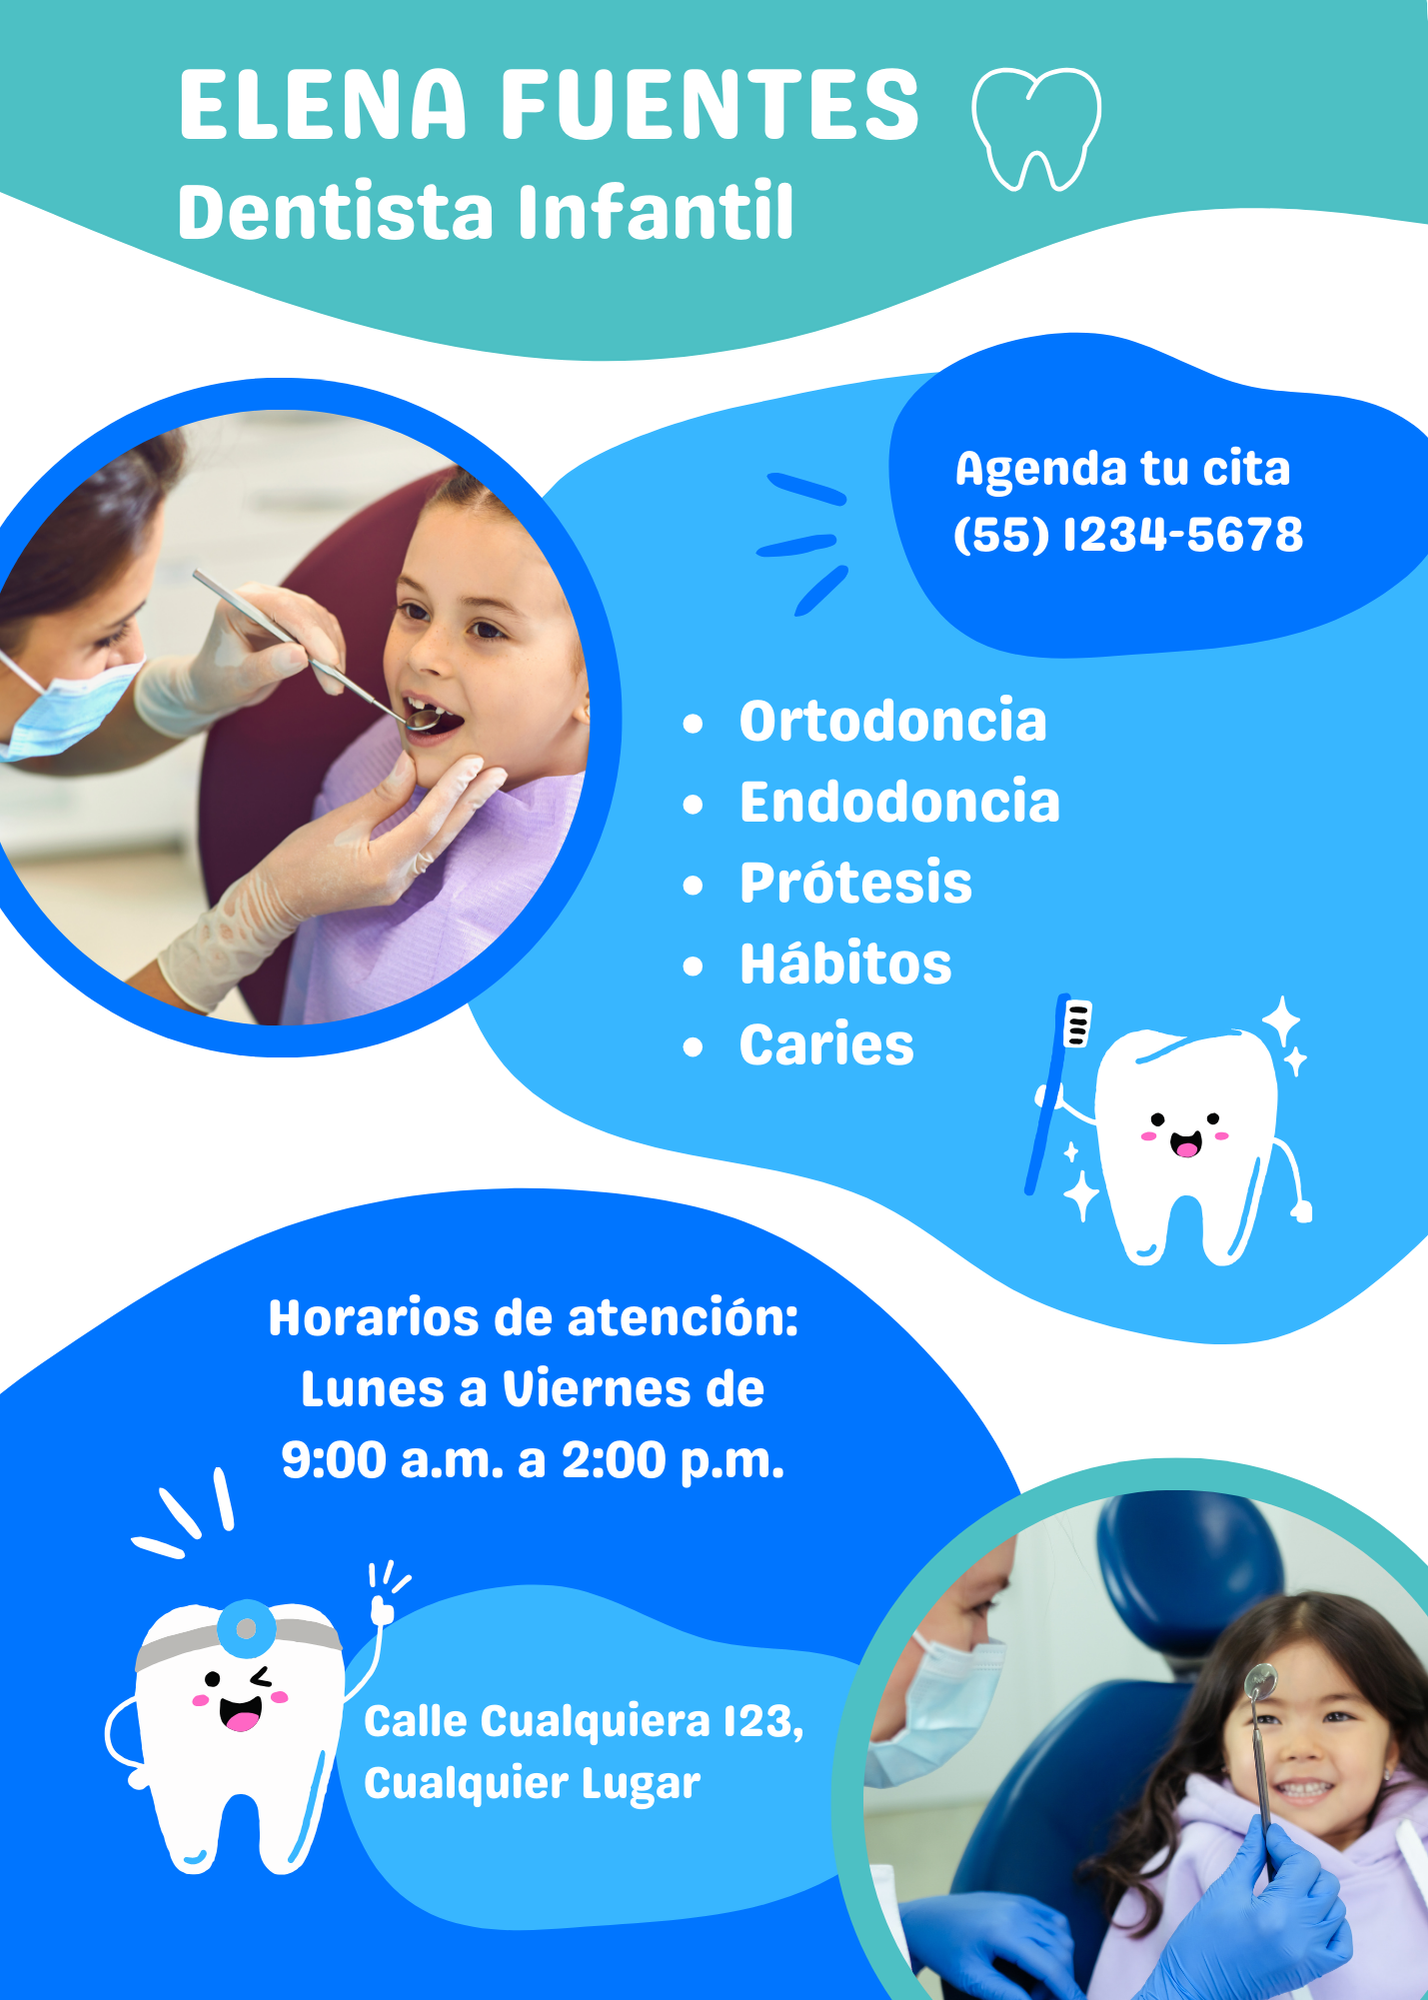 ELENA FUENTES
Dentista Infantil
Agenda tu cita
(55) 1234-5678
• Ortodoncia
• Endodoncia
• Prótesis
• Hábitos
• Caries
Horarios de atención:
Lunes a Viernes de
9:00 a.m. a 2:00 p.m.
Calle Cualquiera 123,
Cualquier Lugar